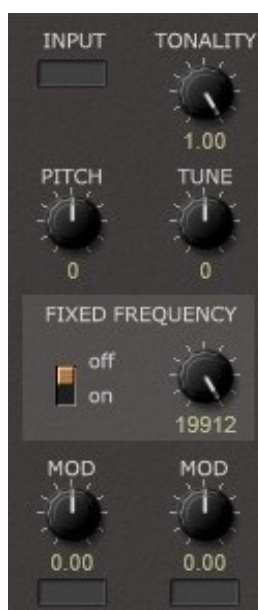 INPUT TONALITY
1.00
PITCH TUNE
0 0
FIXED FREQUENCY
off
on
19912
MOD MOD
0.00 0.00